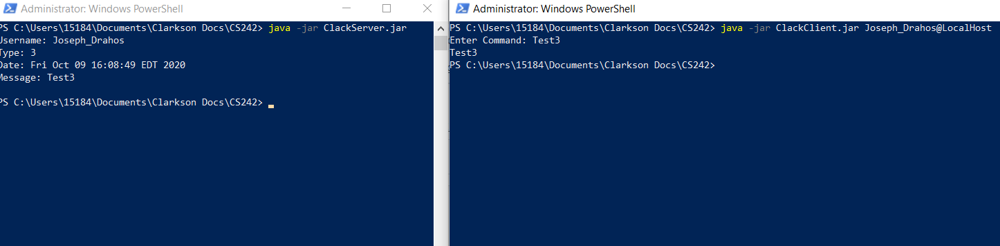 Administrator: Windows PowerShell
PS C:\Users\15184\Documents\Clarkson Docs\CS242> java -jar ClackServer.jar
Username: Joseph_Drahos
Type: 3
Date: Fri Oct 09 16:08:49 EDT 2020
Message: Test3
PS C:\Users\15184\Documents\Clarkson Docs\CS242>
Administrator: Windows PowerShell
PS C:\Users\15184\Documents\Clarkson Docs\CS242> java -jar ClackClient.jar Joseph_Drahos@LocalHost
Enter Command: Test3
Test3
PS C:\Users\15184\Documents\Clarkson Docs\CS242>